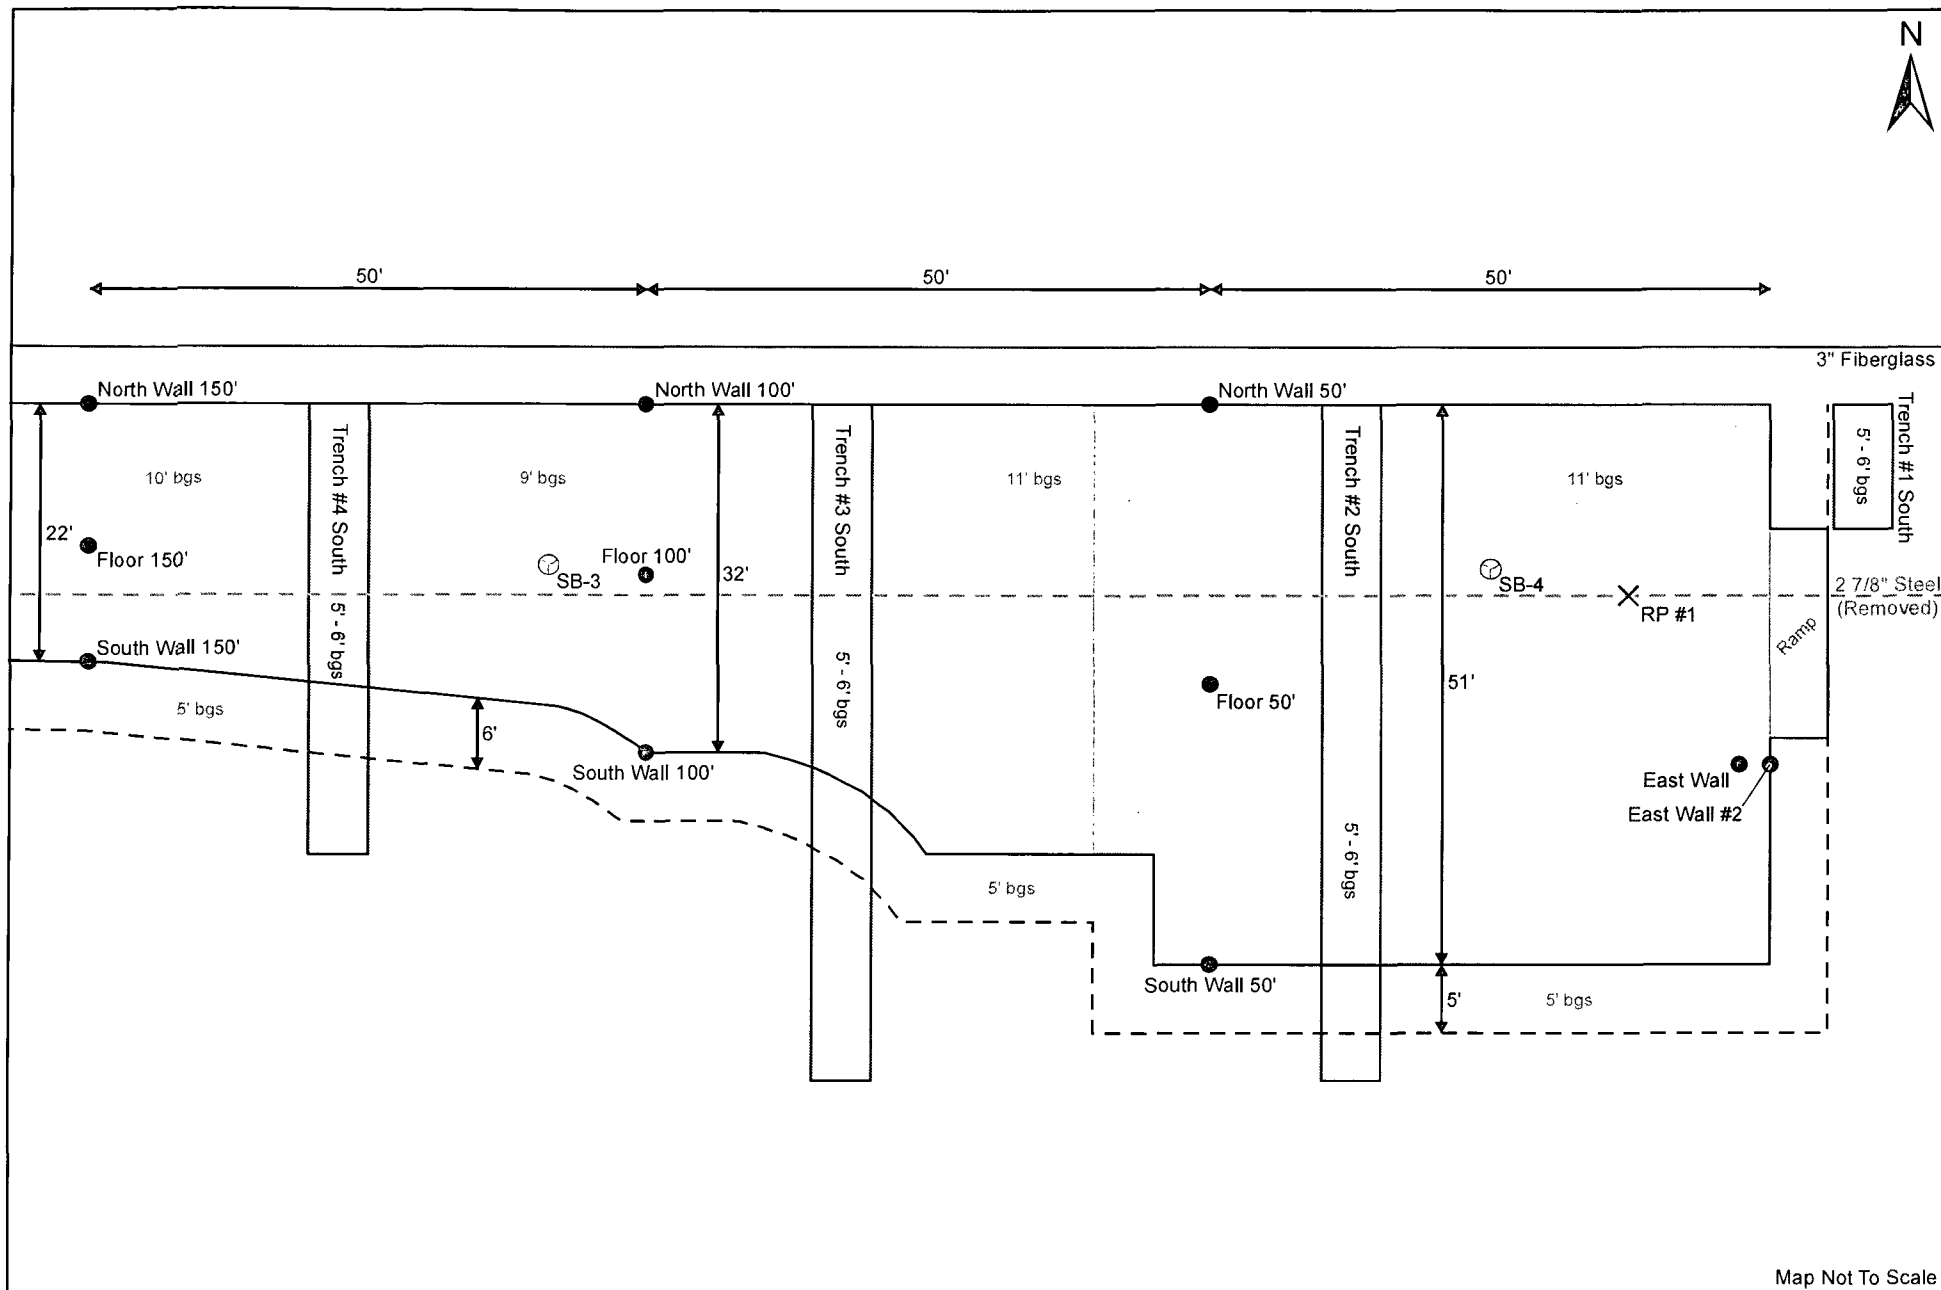 N
50'
50'
50'
3" Fiberglass
North Wall 150'
North Wall 100'
North Wall 50'
Trench #4 South
5' - 6' bgs
Trench #3 South
5' - 6' bgs
Trench #2 South
5' - 6' bgs
Trench #1 South
5' - 6' bgs
10' bgs
9' bgs
11' bgs
11' bgs
22'
Floor 150'
SB-3
Floor 100'
32'
SB-4
2 7/8" Steel
(Removed)
RP #1
Ramp
South Wall 150'
51'
Floor 50'
5' bgs
6'
South Wall 100'
East Wall
East Wall #2
5' bgs
South Wall 50'
5'
5' bgs
Map Not To Scale